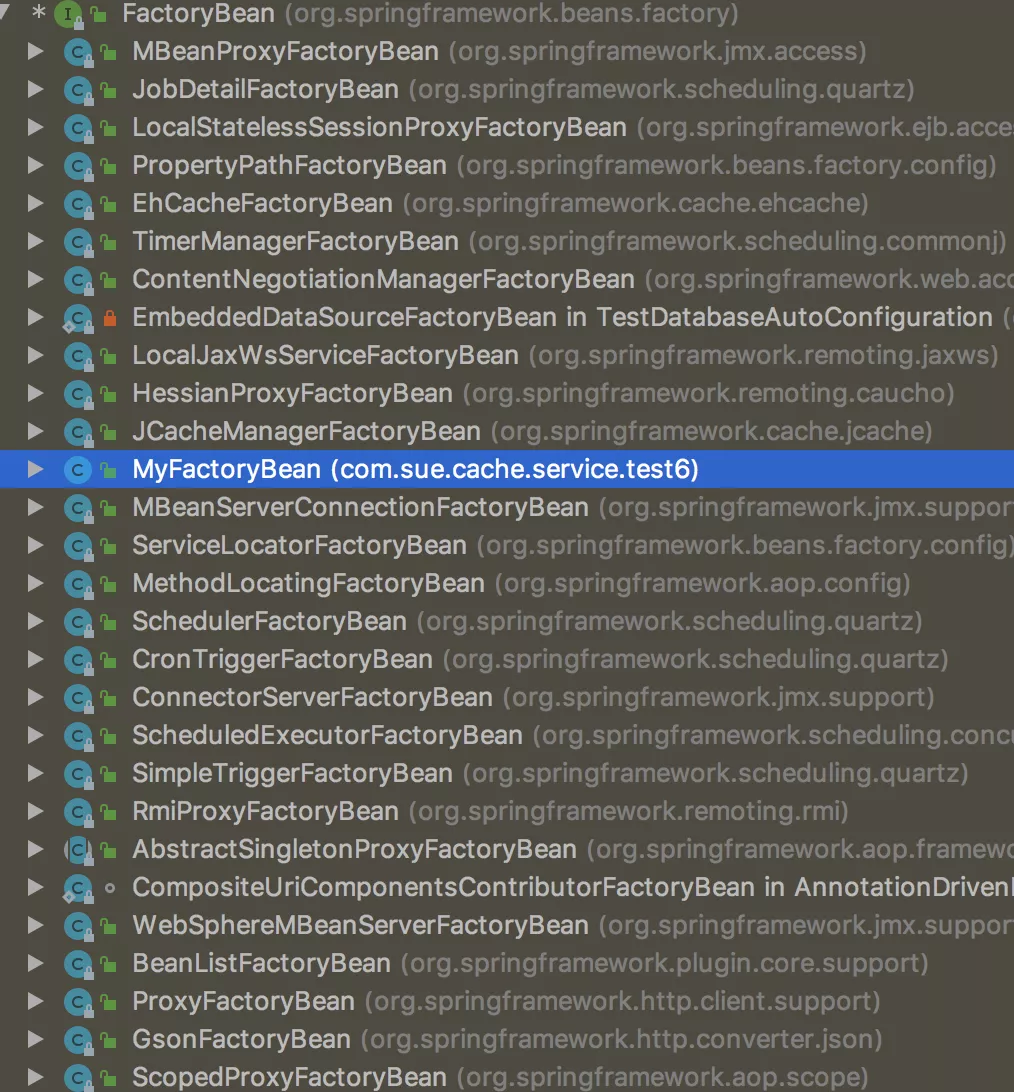 * I FactoryBean (org.springframework.beans.factory)
C MBeanProxyFactoryBean (org.springframework.jmx.access)
C JobDetailFactoryBean (org.springframework.scheduling.quartz)
C LocalStatelessSessionProxyFactoryBean (org.springframework.ejb.acce
C PropertyPathFactoryBean (org.springframework.beans.factory.config)
C EhCacheFactoryBean (org.springframework.cache.ehcache)
C TimerManagerFactoryBean (org.springframework.scheduling.commonj)
C ContentNegotiationManagerFactoryBean (org.springframework.web.acc
C EmbeddedDataSourceFactoryBean in TestDatabaseAutoConfiguration (
C LocalJaxWsServiceFactoryBean (org.springframework.remoting.jaxws)
C HessianProxyFactoryBean (org.springframework.remoting.caucho)
C JCacheManagerFactoryBean (org.springframework.cache.jcache)
C MyFactoryBean (com.sue.cache.service.test6)
C MBeanServerConnectionFactoryBean (org.springframework.jmx.support
C ServiceLocatorFactoryBean (org.springframework.beans.factory.config)
C MethodLocatingFactoryBean (org.springframework.aop.config)
C SchedulerFactoryBean (org.springframework.scheduling.quartz)
C CronTriggerFactoryBean (org.springframework.scheduling.quartz)
C ConnectorServerFactoryBean (org.springframework.jmx.support)
C ScheduledExecutorFactoryBean (org.springframework.scheduling.conc
C SimpleTriggerFactoryBean (org.springframework.scheduling.quartz)
C RmiProxyFactoryBean (org.springframework.remoting.rmi)
C AbstractSingletonProxyFactoryBean (org.springframework.aop.framewo
C CompositeUriComponentsContributorFactoryBean in AnnotationDriven
C WebSphereMBeanServerFactoryBean (org.springframework.jmx.suppor
C BeanListFactoryBean (org.springframework.plugin.core.support)
C ProxyFactoryBean (org.springframework.http.client.support)
C GsonFactoryBean (org.springframework.http.converter.json)
C ScopedProxyFactoryBean (org.springframework.aop.scope)